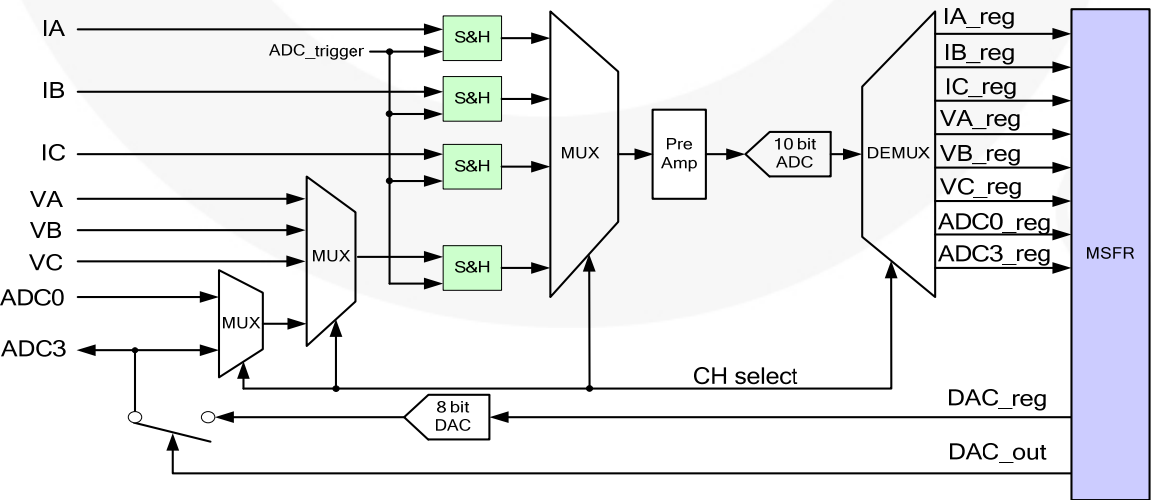 IA
ADC_trigger
S&H
IA_reg
IB
S&H
IB_reg
IC
S&H
IC_reg
VA
VB
VC
MUX
S&H
MUX
Pre
Amp
10 bit
ADC
DEMUX
VA_reg
VB_reg
VC_reg
ADC0_reg
ADC3_reg
MSFR
ADC0
ADC3
MUX
CH select
8 bit
DAC
DAC_reg
DAC_out